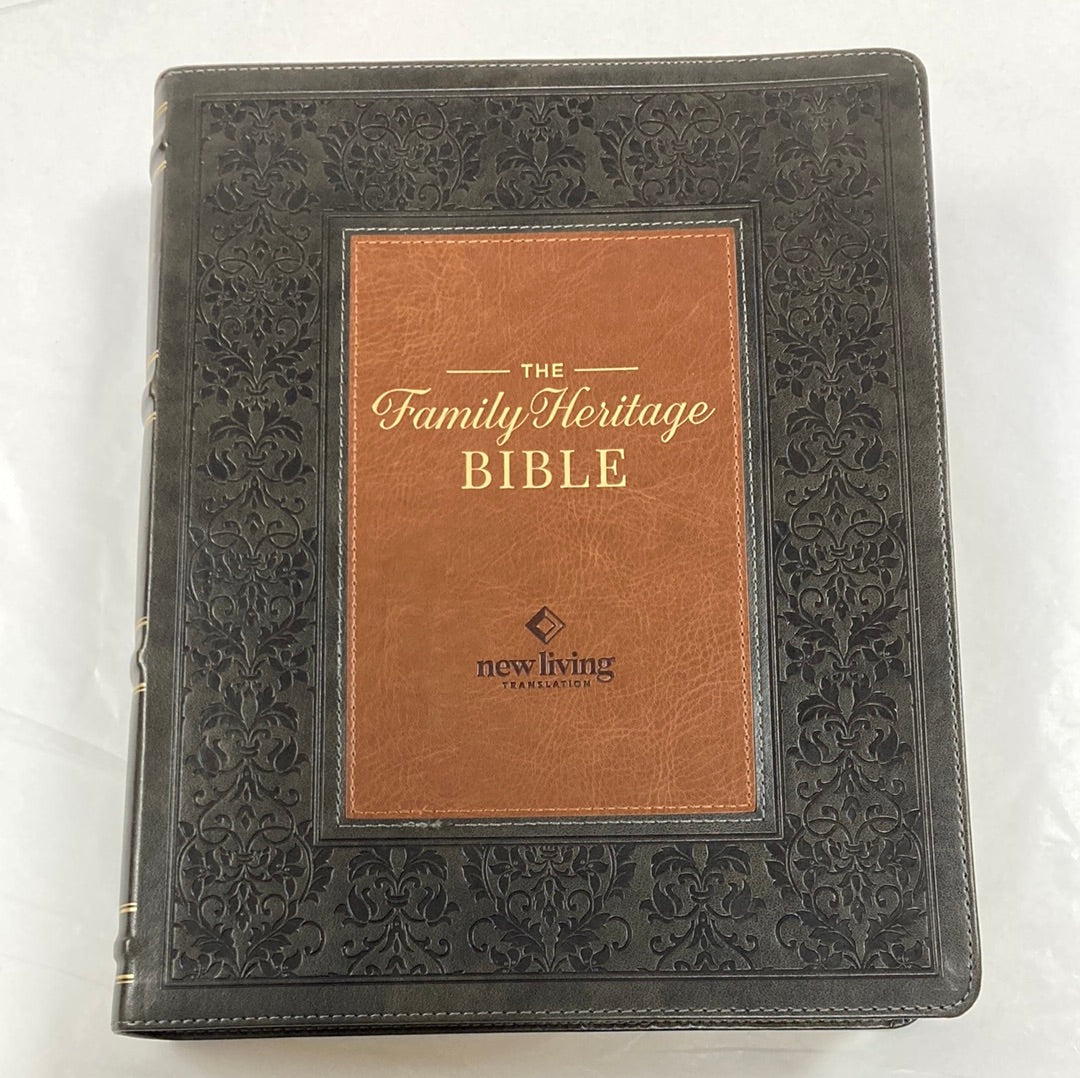 THE
Family Heritage
BIBLE
new living
TRANSLATION